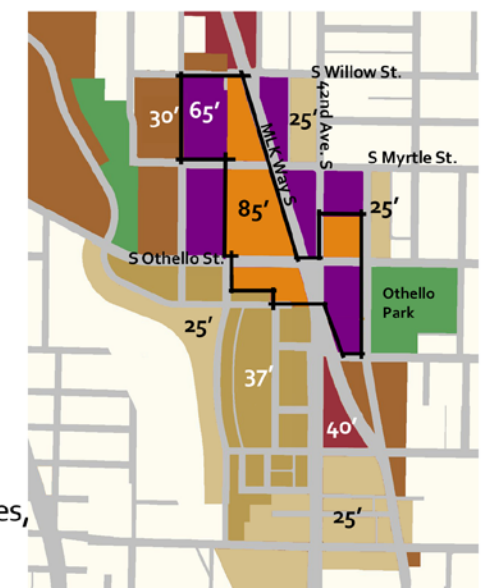 S Willow St.
42nd Ave. S
30'
65'
25'
MLK Way S
S Myrtle St.
85'
25'
S Othello St.
Othello
Park
25'
37'
40'
es,
25'